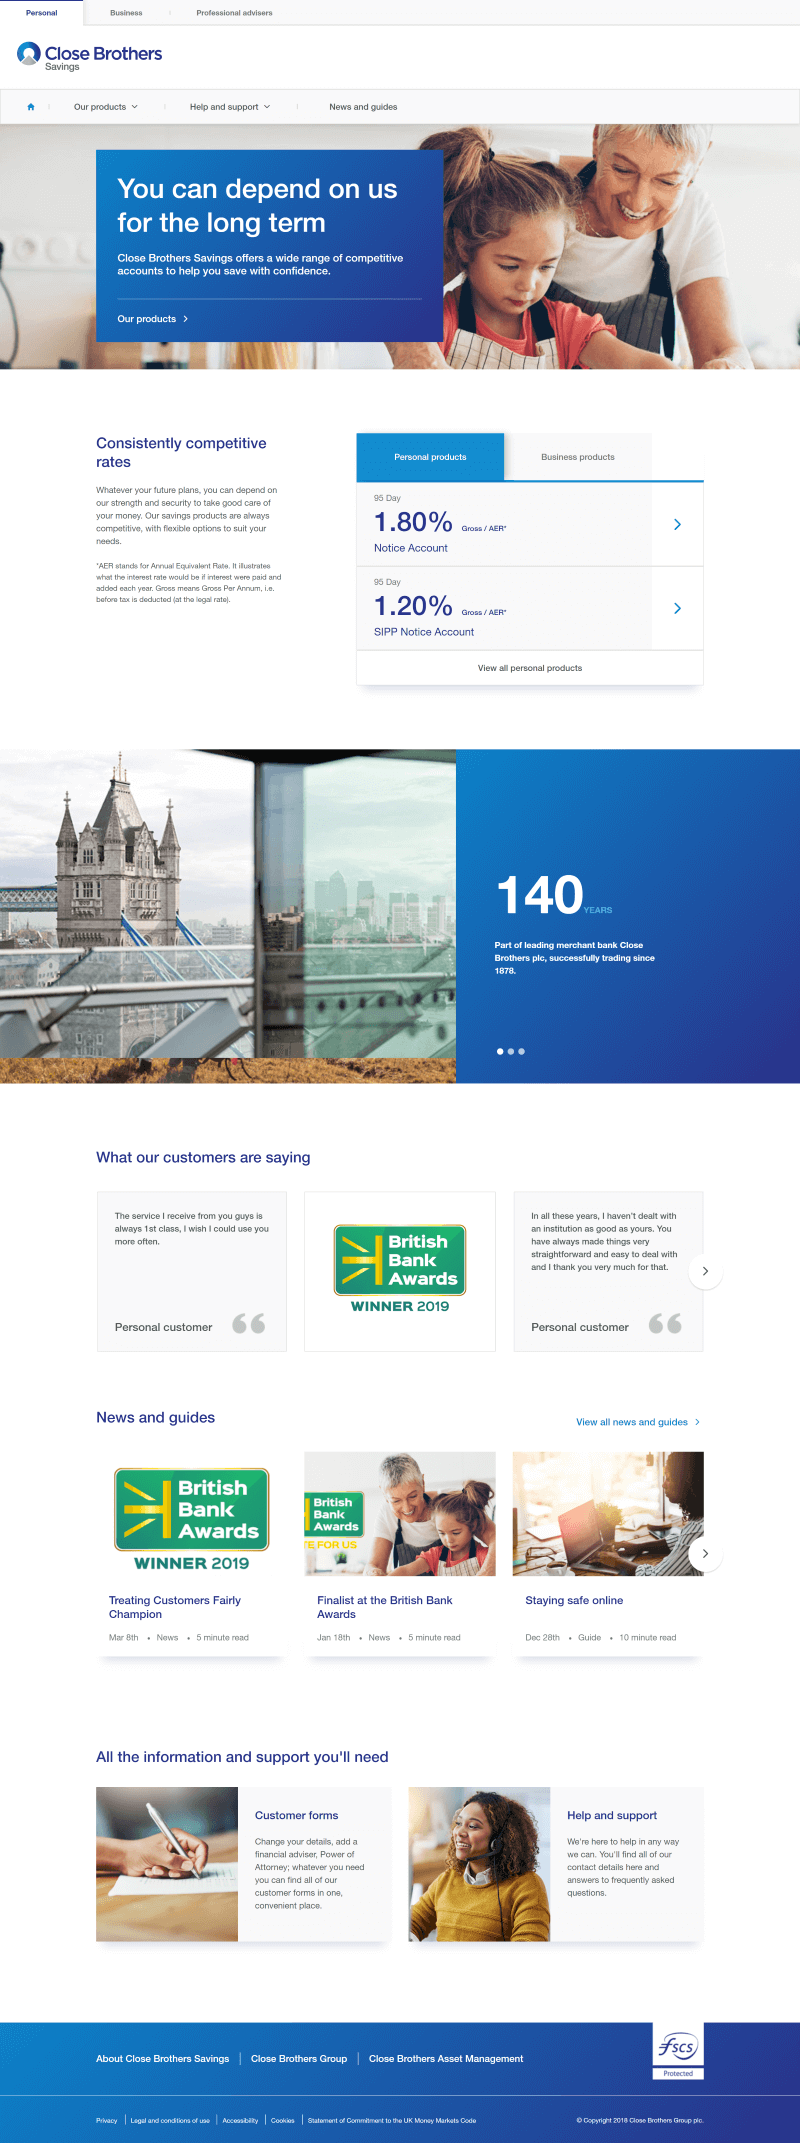 Personal
Business
Professional advisers
Close Brothers
Savings
Our products
Help and support
News and guides
You can depend on us
for the long term
Close Brothers Savings offers a wide range of competitive
accounts to help you save with confidence.
Our products
Consistently competitive
rates
Whatever your future plans, you can depend on
our strength and security to take good care of
your money. Our savings products are always
competitive, with flexible options to suit your
needs.
*AER stands for Annual Equivalent Rate. It illustrates
what the interest rate would be if interest were paid and
added each year. Gross means Gross Per Annum, i.e.
before tax is deducted (at the legal rate).
Personal products
Business products
95 Day
1.80% Gross / AER*
Notice Account
95 Day
1.20% Gross / AER*
SIPP Notice Account
View all personal products
140 YEARS
Part of leading merchant bank Close
Brothers plc, successfully trading since
1878.
What our customers are saying
The service I receive from you guys is
always 1st class, I wish I could use you
more often.
Personal customer
British
Bank
Awards
WINNER 2019
In all these years, I haven't dealt with
an institution as good as yours. You
have always made things very
straightforward and easy to deal with
and I thank you very much for that.
Personal customer
News and guides
View all news and guides
British
Bank
Awards
WINNER 2019
Treating Customers Fairly
Champion
Mar 8th • News • 5 minute read
British
Bank
Awards
TE FOR US
Finalist at the British Bank
Awards
Jan 18th • News • 5 minute read
Staying safe online
Dec 28th • Guide • 10 minute read
All the information and support you'll need
Customer forms
Change your details, add a
financial adviser, Power of
Attorney; whatever you need
you can find all of our
customer forms in one,
convenient place.
Help and support
We're here to help in any way
we can. You'll find all of our
contact details here and
answers to frequently asked
questions.
About Close Brothers Savings
Close Brothers Group
Close Brothers Asset Management
fscs
Protected
Privacy
Legal and conditions of use
Accessibility
Cookies
Statement of Commitment to the UK Money Markets Code
© Copyright 2018 Close Brothers Group plc.